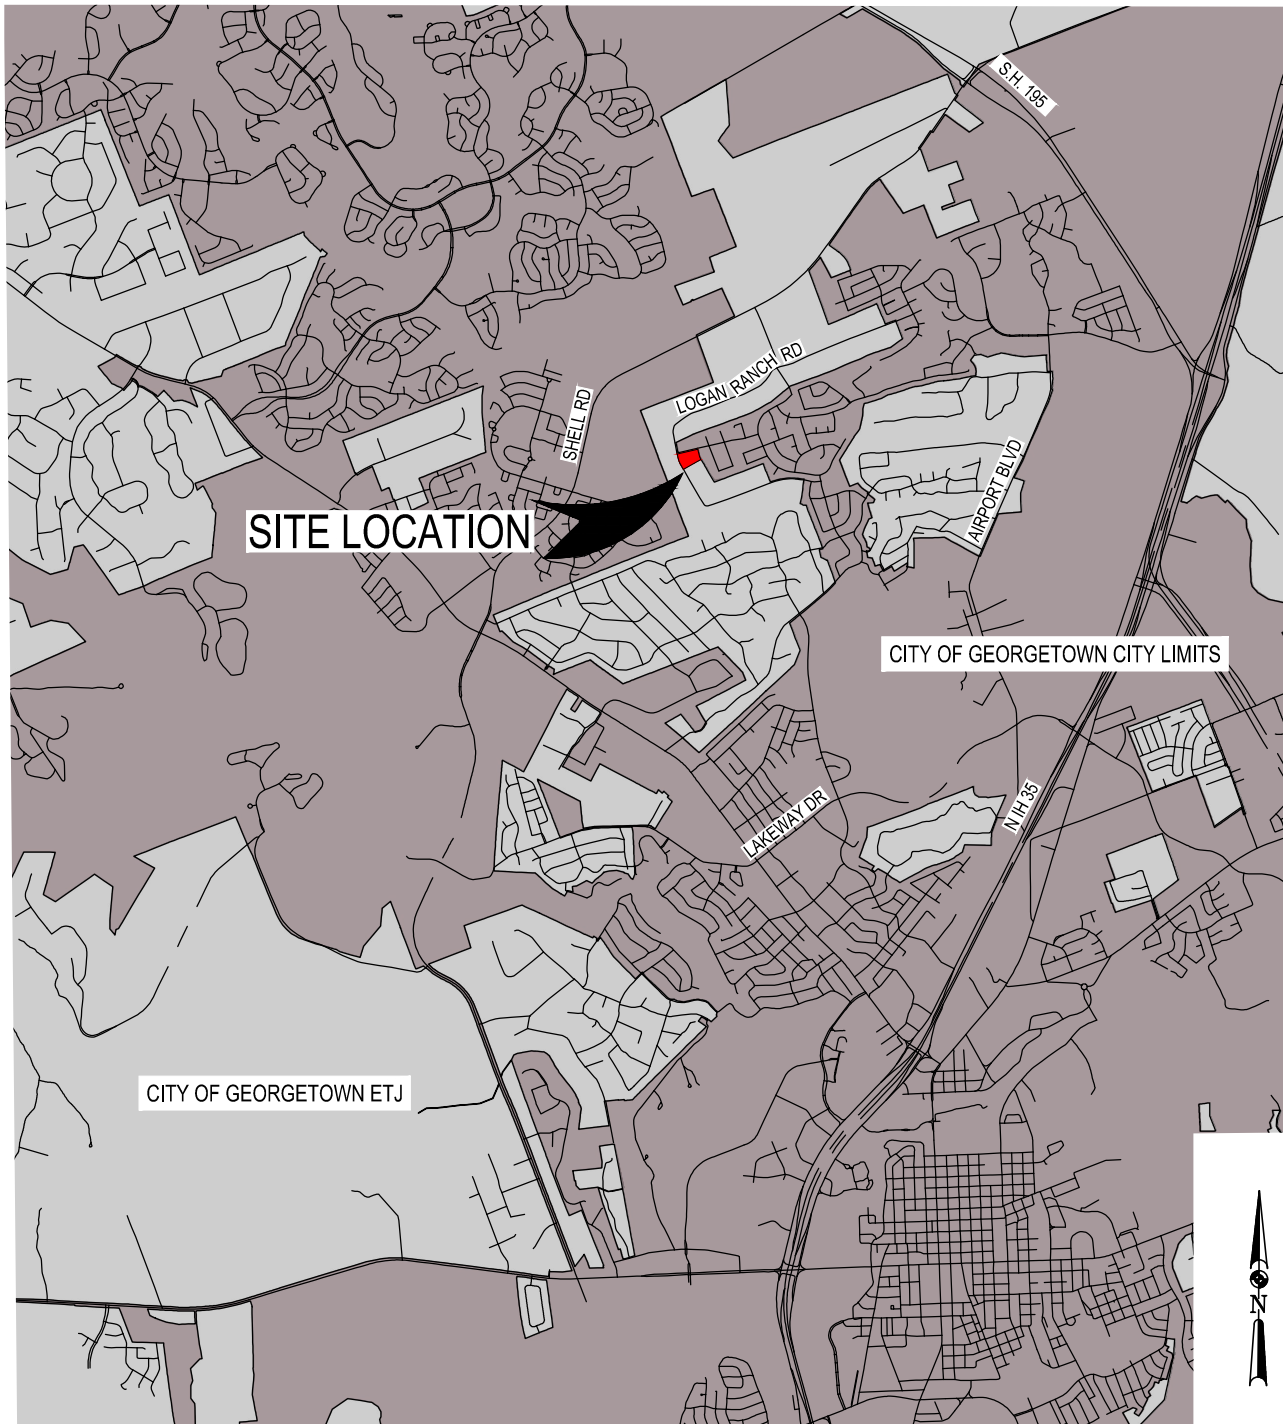 S.H. 195
LOGAN RANCH RD
SHELL RD
AIRPORT BLVD
SITE LOCATION
CITY OF GEORGETOWN CITY LIMITS
N IH 35
LAKEWAY DR
CITY OF GEORGETOWN ETJ
N